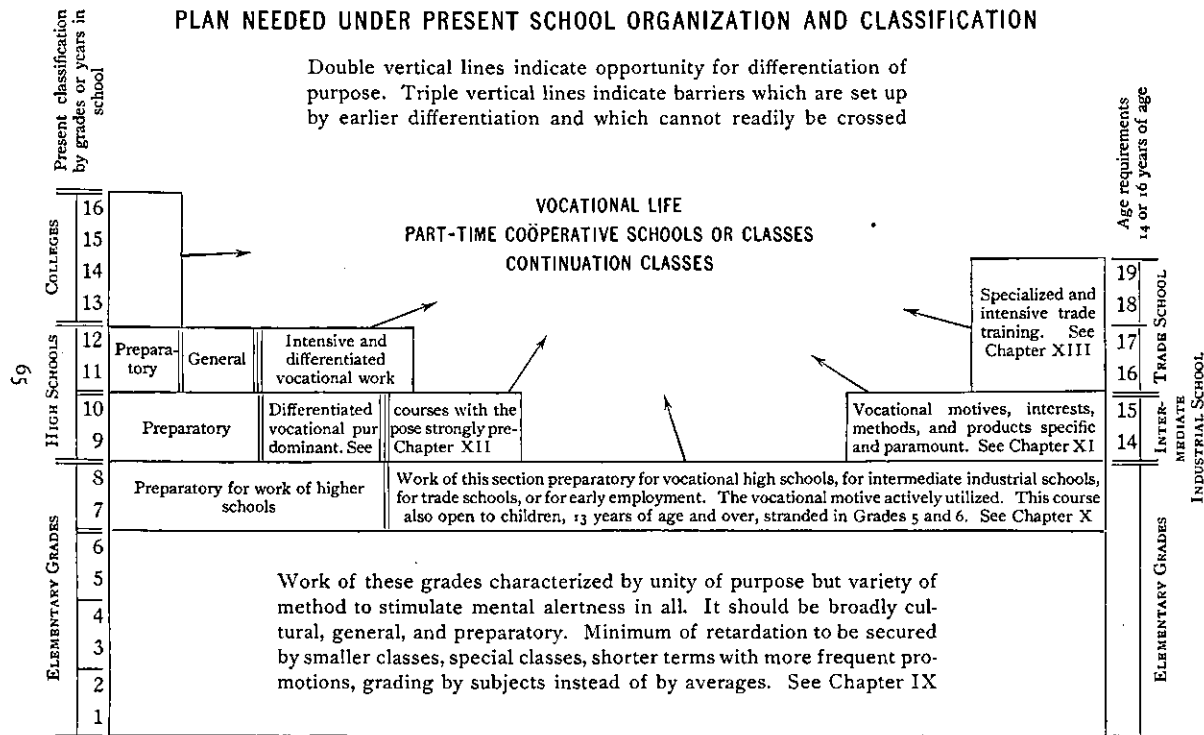 PLAN NEEDED UNDER PRESENT SCHOOL ORGANIZATION AND CLASSIFICATION
Present classification
by grades or years in
school
Double vertical lines indicate opportunity for differentiation of
purpose. Triple vertical lines indicate barriers which are set up
by earlier differentiation and which cannot readily be crossed
Age requirements
14 or 16 years of age
COLLEGES
16
15
14
13
VOCATIONAL LIFE
PART-TIME COÖPERATIVE SCHOOLS OR CLASSES
CONTINUATION CLASSES
Specialized and
intensive trade
training. See
Chapter XIII
19
18
17
16
TRADE SCHOOL
65
HIGH SCHOOLS
12
11
10
9
Prepara-
tory
General
Intensive and
differentiated
vocational work
Preparatory
Differentiated
vocational pur
dominant. See
courses with the
pose strongly pre-
Chapter XII
Vocational motives, interests,
methods, and products specific
and paramount. See Chapter XI
15
14
INTER-
MEDIATE
INDUSTRIAL SCHOOL
ELEMENTARY GRADES
8
7
6
5
4
3
2
1
Preparatory for work of higher
schools
Work of this section preparatory for vocational high schools, for intermediate industrial schools,
for trade schools, or for early employment. The vocational motive actively utilized. This course
also open to children, 13 years of age and over, stranded in Grades 5 and 6. See Chapter X
Work of these grades characterized by unity of purpose but variety of
method to stimulate mental alertness in all. It should be broadly cul-
tural, general, and preparatory. Minimum of retardation to be secured
by smaller classes, special classes, shorter terms with more frequent pro-
motions, grading by subjects instead of by averages. See Chapter IX
ELEMENTARY GRADES